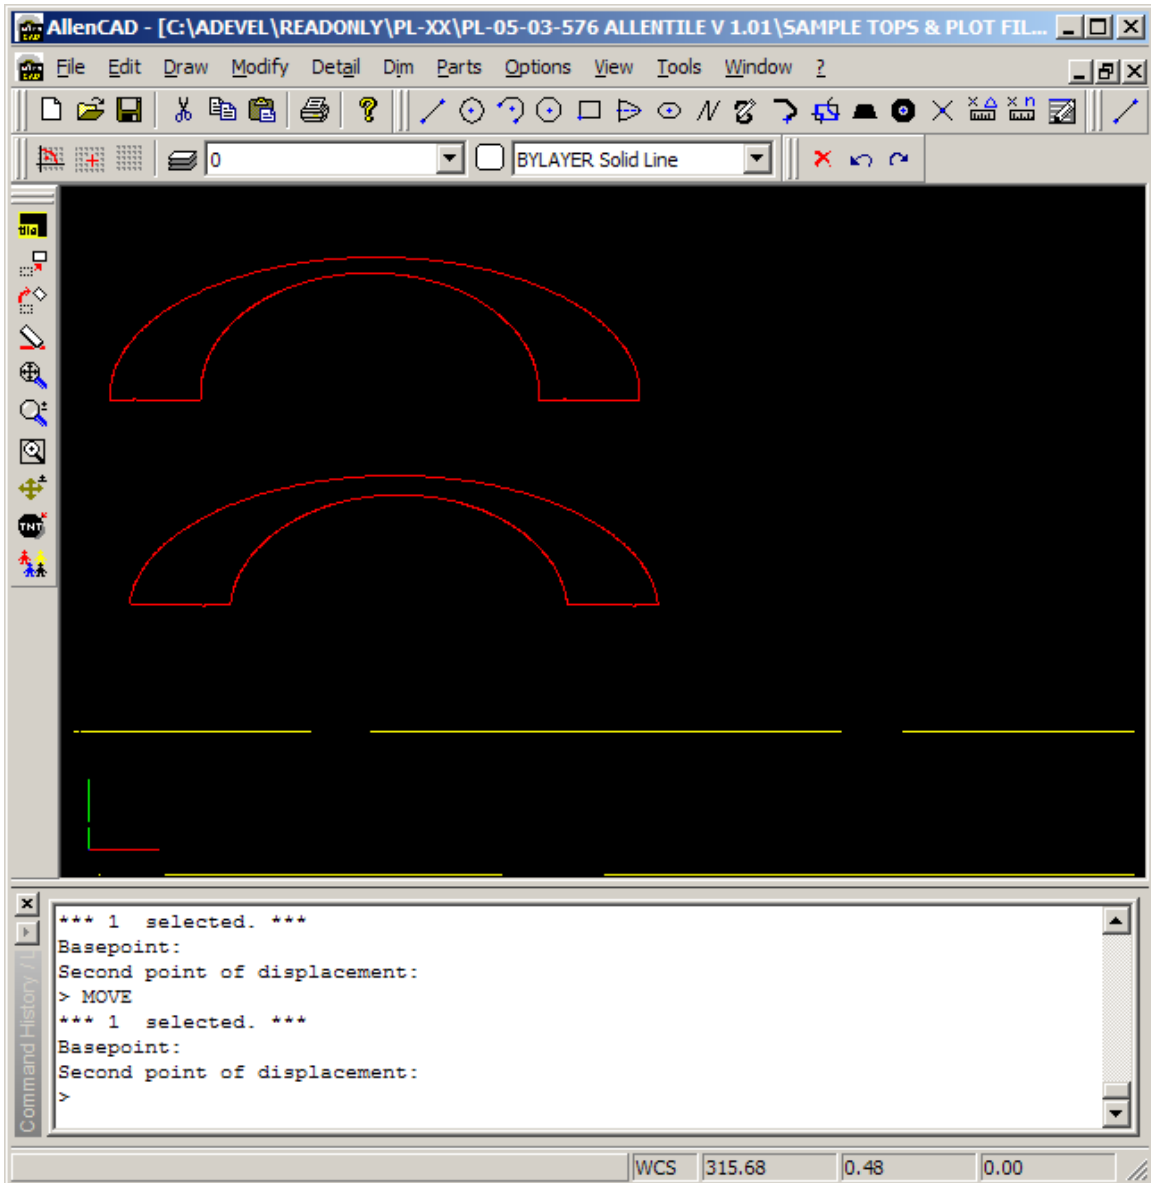 AllenCAD - [C:\ADEVEL\READONLY\PL-XX\PL-05-03-576 ALLENTILE V 1.01\SAMPLE TOPS & PLOT FIL...
File Edit Draw Modify Detail Dim Parts Options View Tools Window ?
0 BYLAYER Solid Line
tile
TNT
*** 1 selected. ***
Basepoint:
Second point of displacement:
> MOVE
*** 1 selected. ***
Basepoint:
Second point of displacement:
>
WCS 315.68 0.48 0.00